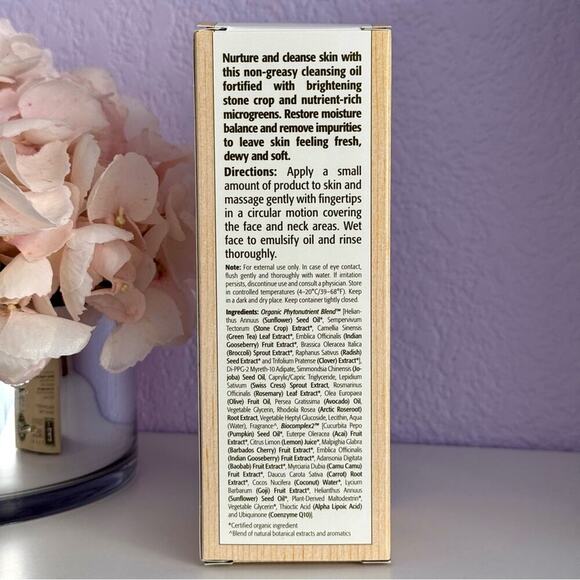 Nurture and cleanse skin with
this non-greasy cleansing oil
fortified with brightening
stone crop and nutrient-rich
microgreens. Restore moisture
balance and remove impurities
to leave skin feeling fresh,
dewy and soft.
Directions: Apply a small
amount of product to skin and
massage gently with fingertips
in a circular motion covering
the face and neck areas. Wet
face to emulsify oil and rinse
thoroughly.
Note: For external use only. In case of eye contact,
flush gently and thoroughly with water. If irritation
persists, discontinue use and consult a physician. Store
in controlled temperatures (4–20°C/39–68°F). Keep
in a dark and dry place. Keep container tightly closed.
Ingredients: Organic Phytonutrient Blend™ [Helian-
thus Annuus (Sunflower) Seed Oil*, Sempervivum
Tectorum (Stone Crop) Extract*, Camellia Sinensis
(Green Tea) Leaf Extract*, Emblica Officinalis (Indian
Gooseberry) Fruit Extract*, Brassica Oleracea Italica
(Broccoli) Sprout Extract*, Raphanus Sativus (Radish)
Seed Extract* and Trifolium Pratense (Clover) Extract*],
Di-PPG-2 Myreth-10 Adipate, Simmondsia Chinensis (Jo-
joba) Seed Oil, Caprylic/Capric Triglyceride, Lepidium
Sativum (Swiss Cress) Sprout Extract, Rosmarinus
Officinalis (Rosemary) Leaf Extract*, Olea Europaea
(Olive) Fruit Oil, Persea Gratissima (Avocado) Oil,
Vegetable Glycerin, Rhodiola Rosea (Arctic Roseroot)
Root Extract, Vegetable Heptyl Glucoside, Lecithin, Aqua
(Water), Fragrance^, Biocomplex2™ [Cucurbita Pepo
(Pumpkin) Seed Oil*, Euterpe Oleracea (Acai) Fruit
Extract*, Citrus Limon (Lemon) Juice*, Malpighia Glabra
(Barbados Cherry) Fruit Extract*, Emblica Officinalis
(Indian Gooseberry) Fruit Extract*, Adansonia Digitata
(Baobab) Fruit Extract*, Myrciaria Dubia (Camu Camu)
Fruit Extract*, Daucus Carota Sativa (Carrot) Root
Extract*, Cocos Nucifera (Coconut) Water*, Lycium
Barbarum (Goji) Fruit Extract*, Helianthus Annuus
(Sunflower) Seed Oil*, Plant-Derived Maltodextrin*,
Vegetable Glycerin*, Thioctic Acid (Alpha Lipoic Acid)
and Ubiquinone (Coenzyme Q10)]
*Certified organic ingredient
^Blend of natural botanical extracts and aromatics